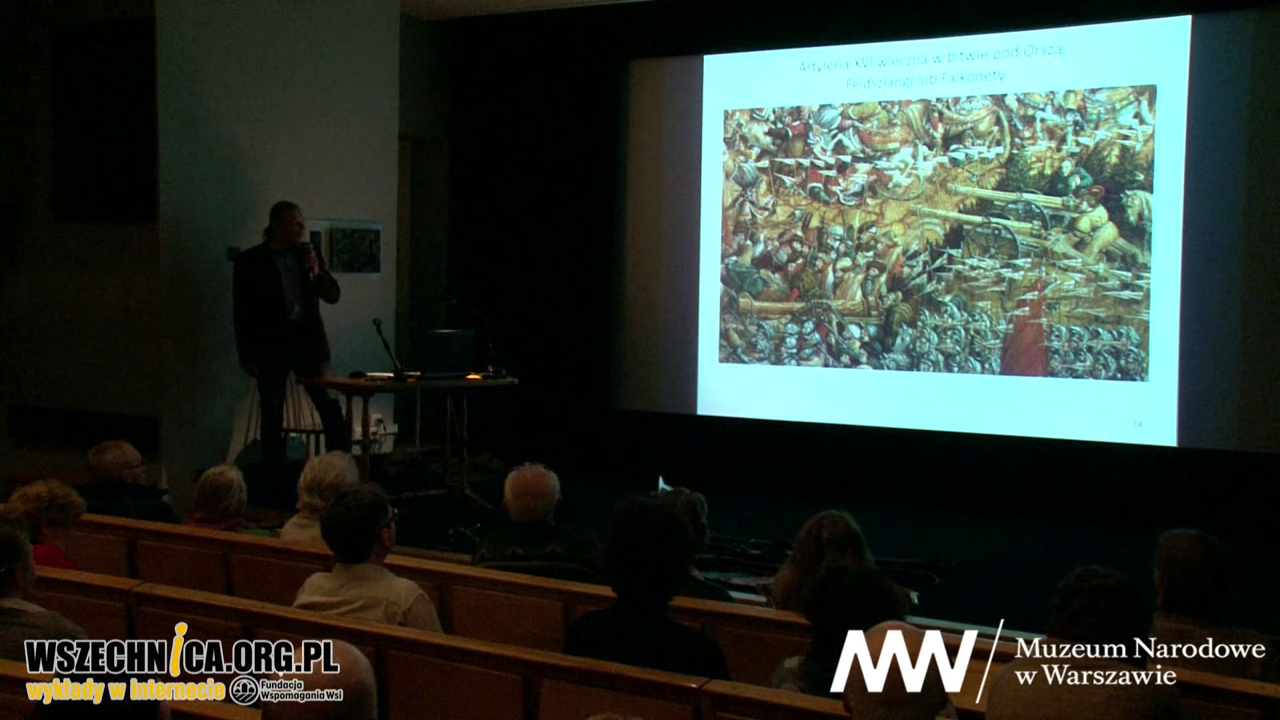 Artyleria XVI wieczna w bitwie pod Orszą
Feldszlangi lub Falkonety
14
WSZECHNICA.ORG.PL
wykłady w internecie
Fundacja
Wspomagania Wsi
Muzeum Narodowe
w Warszawie